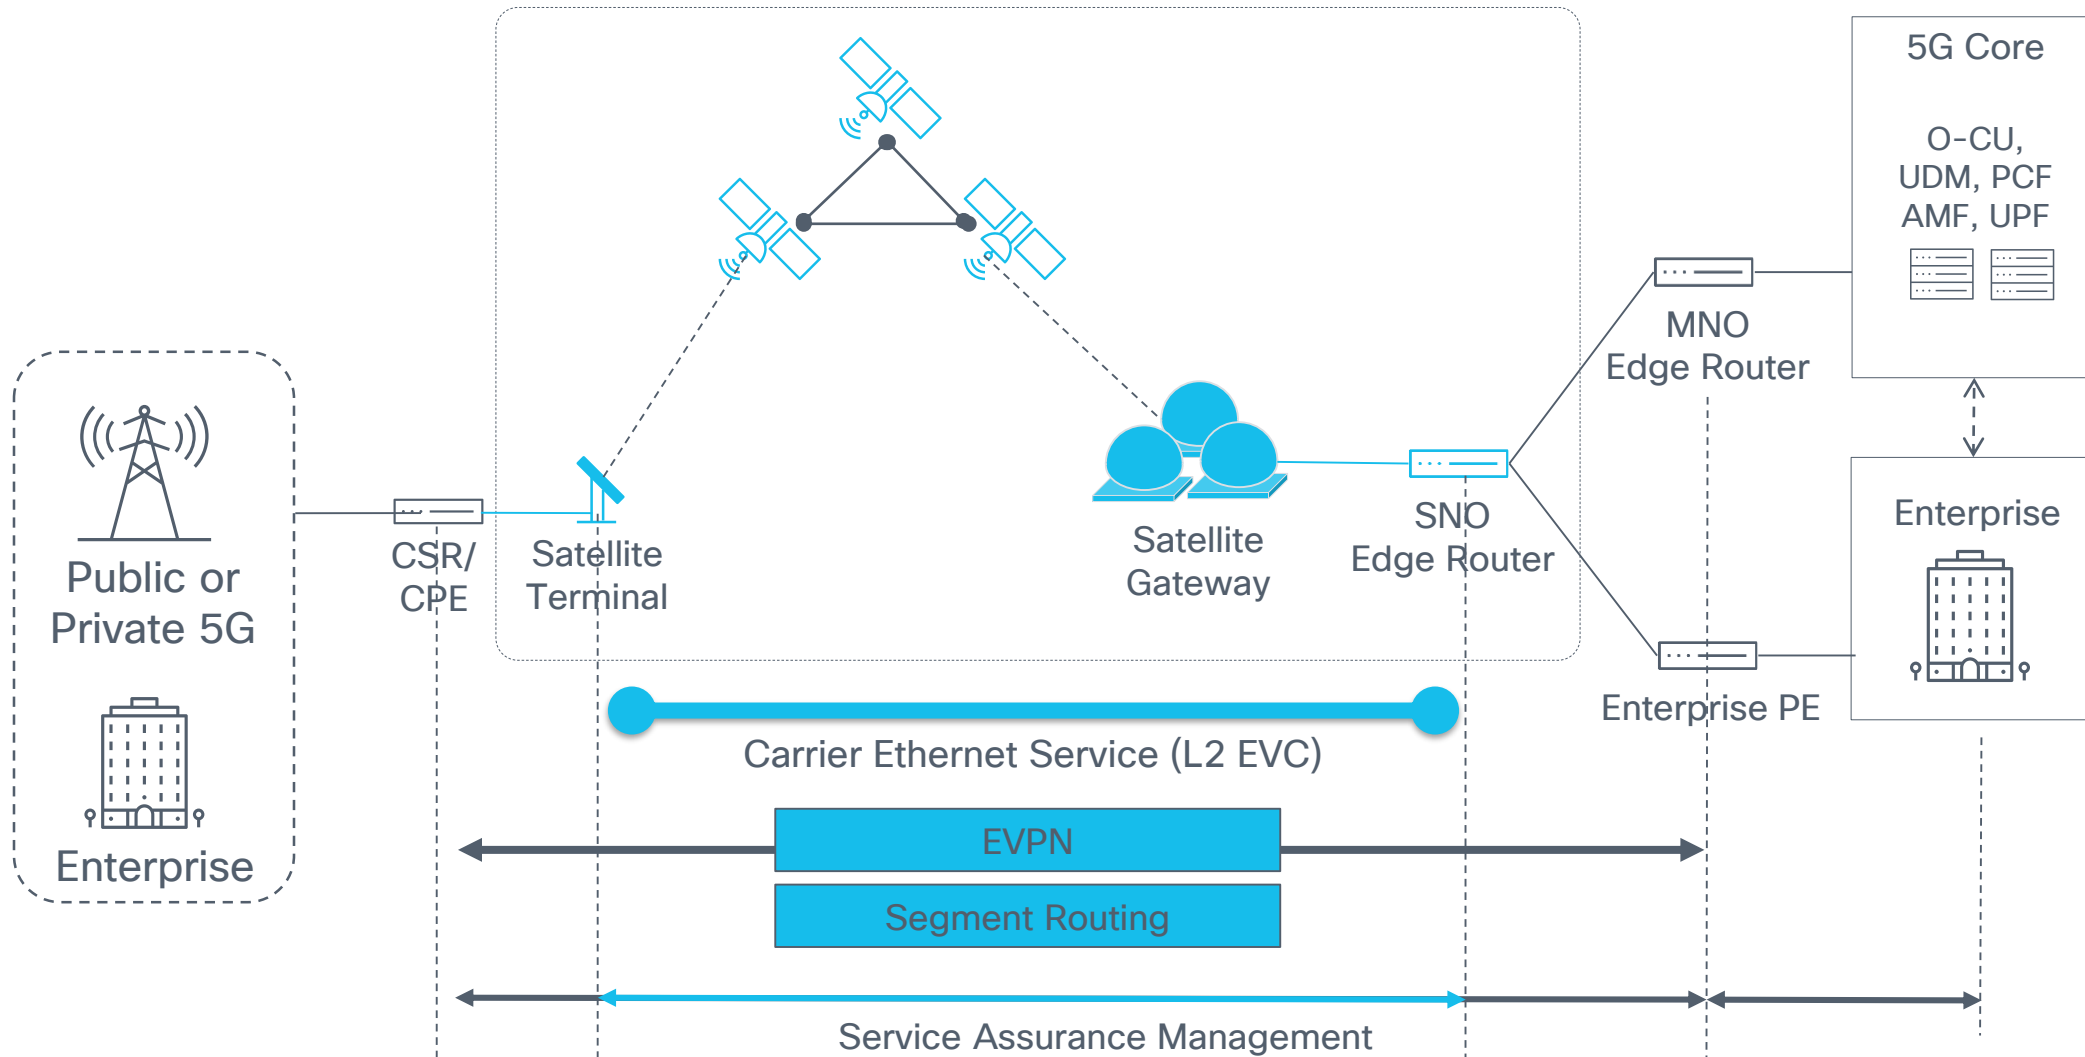 5G Core
O-CU,
UDM, PCF
AMF, UPF
MNO
Edge Router
Public or
Private 5G
Enterprise
CSR/
CPE
Satellite
Terminal
Satellite
Gateway
SNO
Edge Router
Enterprise
Enterprise PE
Carrier Ethernet Service (L2 EVC)
EVPN
Segment Routing
Service Assurance Management